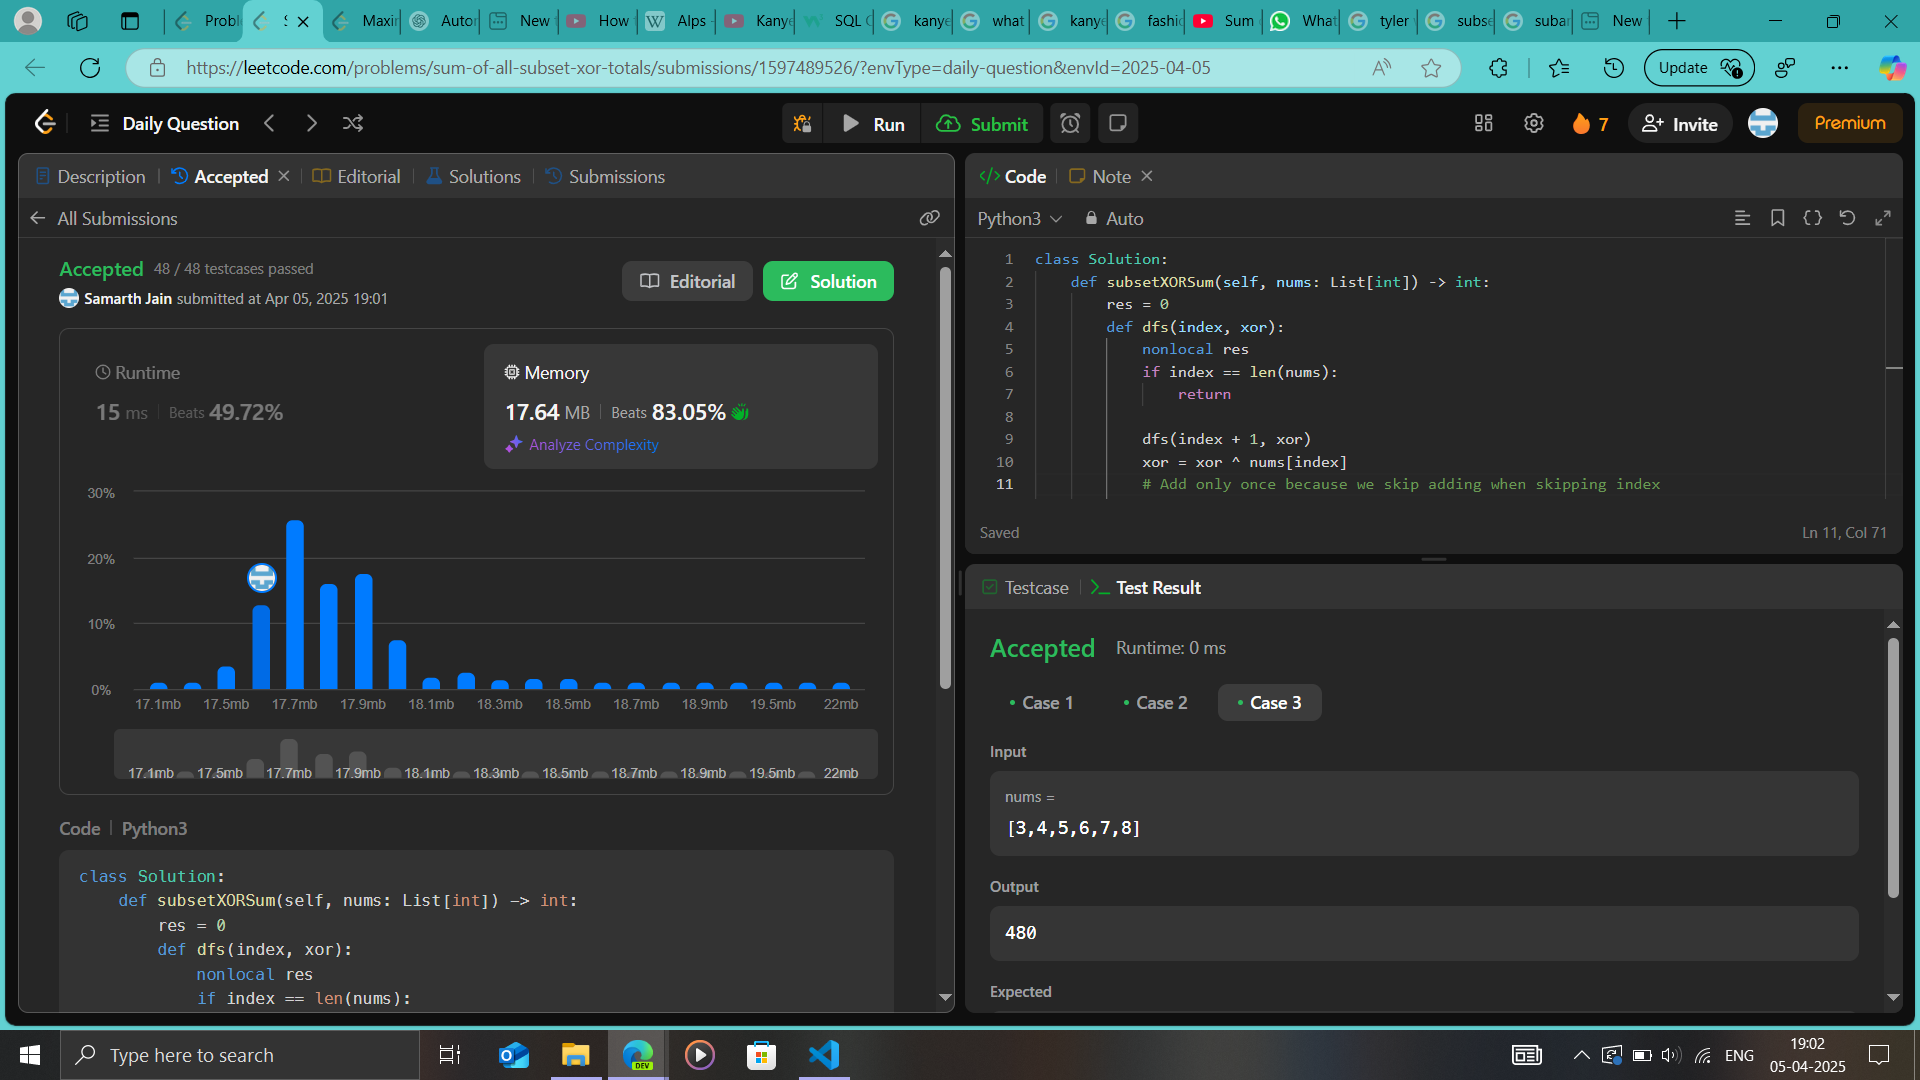 Probl
S
Maxin
Autor
New t
How t
Alps -
Kanye
SQL C
kanye
what
kanye
fashio
Sum
What
tyler
subse
subar
New
https://leetcode.com/problems/sum-of-all-subset-xor-totals/submissions/1597489526/?envType=daily-question&envId=2025-04-05
Update
Daily Question
Run
Submit
7
Invite
Premium
Description
Accepted
Editorial
Solutions
Submissions
All Submissions
Accepted 48 / 48 testcases passed
Samarth Jain submitted at Apr 05, 2025 19:01
Editorial
Solution
Runtime
15 ms Beats 49.72%
Memory
17.64 MB Beats 83.05%
Analyze Complexity
30%
20%
10%
0%
17.1mb 17.5mb 17.7mb 17.9mb 18.1mb 18.3mb 18.5mb 18.7mb 18.9mb 19.5mb 22mb
17.1mb 17.5mb 17.7mb 17.9mb 18.1mb 18.3mb 18.5mb 18.7mb 18.9mb 19.5mb 22mb
Code Python3
class Solution:
def subsetXORSum(self, nums: List[int]) -> int:
res = 0
def dfs(index, xor):
nonlocal res
if index == len(nums):
Code
Note
Python3
Auto
1 class Solution:
2 def subsetXORSum(self, nums: List[int]) -> int:
3 res = 0
4 def dfs(index, xor):
5 nonlocal res
6 if index == len(nums):
7 return
8
9 dfs(index + 1, xor)
10 xor = xor ^ nums[index]
11 # Add only once because we skip adding when skipping index
Saved
Ln 11, Col 71
Testcase
Test Result
Accepted Runtime: 0 ms
Case 1
Case 2
Case 3
Input
nums =
[3,4,5,6,7,8]
Output
480
Expected
Type here to search
DEV
ENG
19:02
05-04-2025